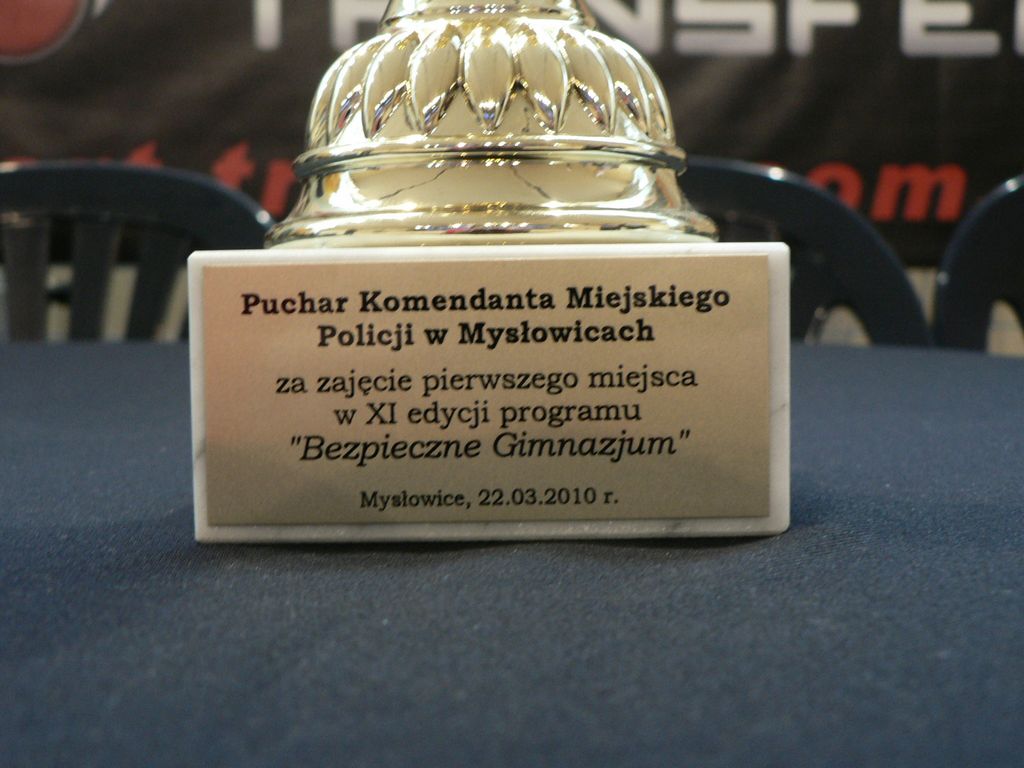 Puchar Komendanta Miejskiego
Policji w Mysłowicach
za zajęcie pierwszego miejsca
w XI edycji programu
"Bezpieczne Gimnazjum"
Mysłowice, 22.03.2010 r.